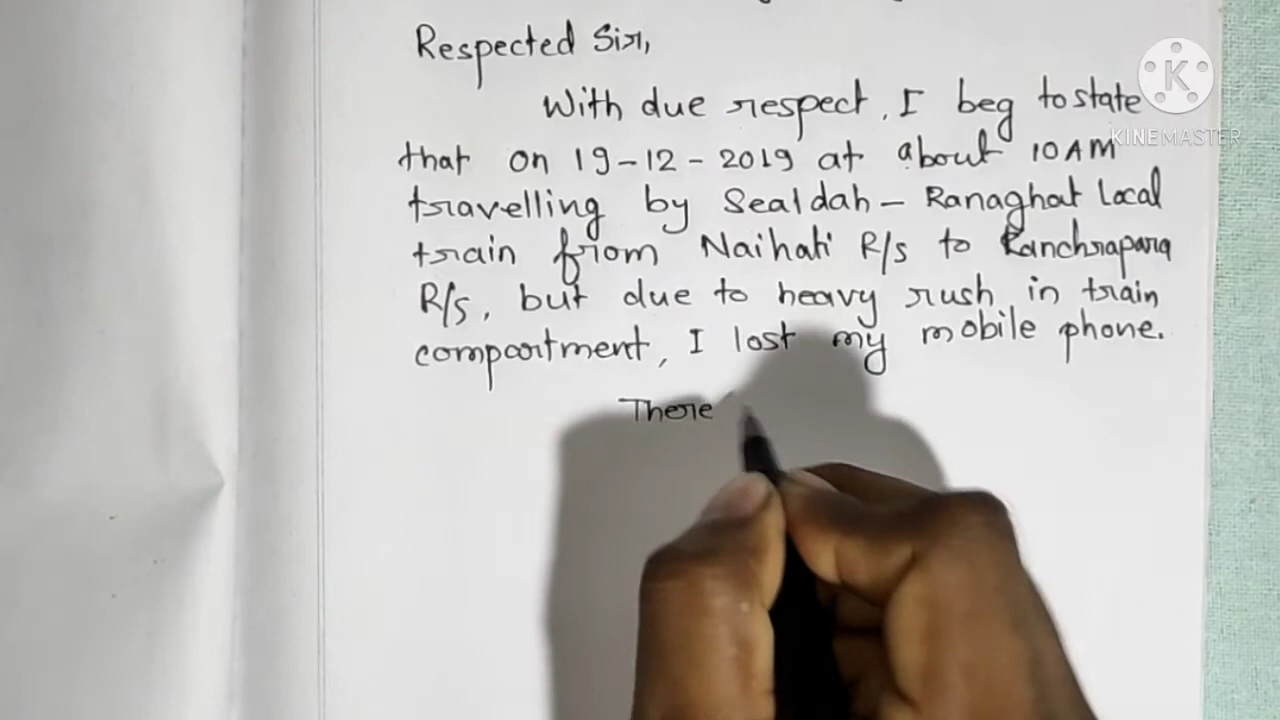 Respected Sir,
With due respect, I beg to state
that on 19-12-2019 at about 10AM
travelling by Sealdah - Ranaghat local
train from Naihati R/s to Kanchrapara
R/s, but due to heavy rush in train
compartment, I lost my mobile phone.
There
K
KINEMASTER